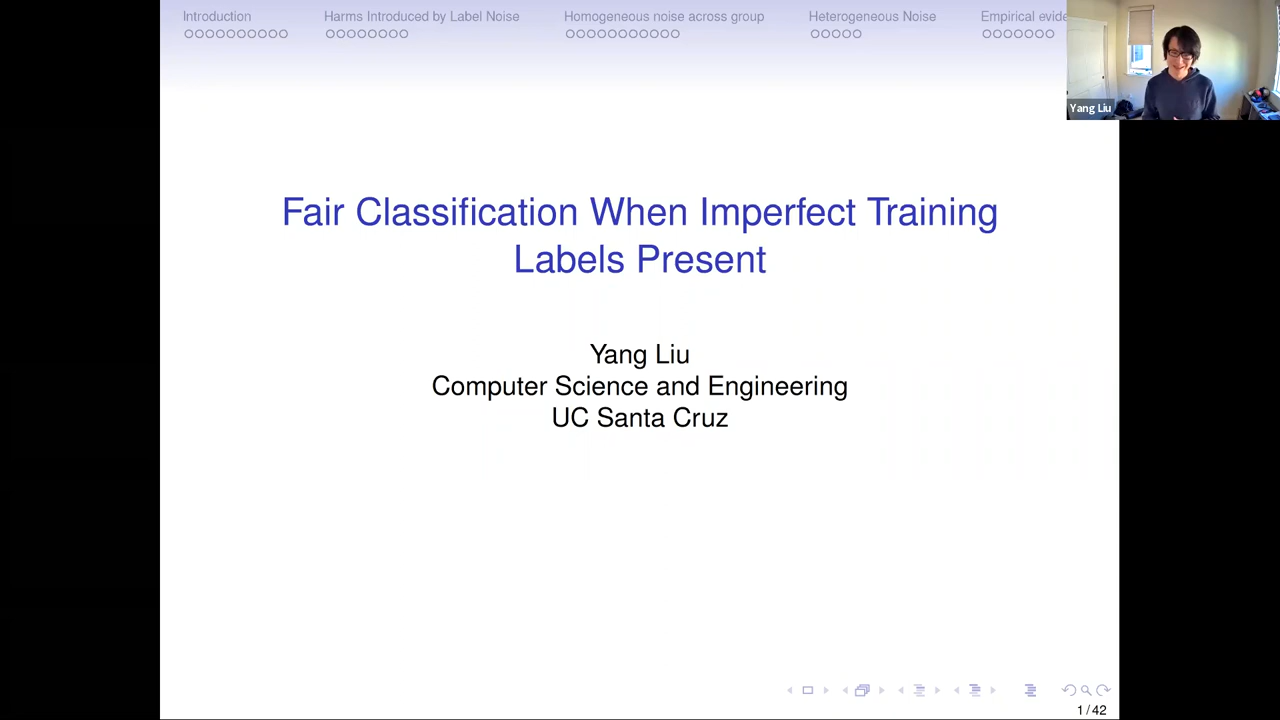 Introduction
Harms Introduced by Label Noise
Homogeneous noise across group
Heterogeneous Noise
Empirical
Yang Liu
Fair Classification When Imperfect Training
Labels Present
Yang Liu
Computer Science and Engineering
UC Santa Cruz
1 / 42